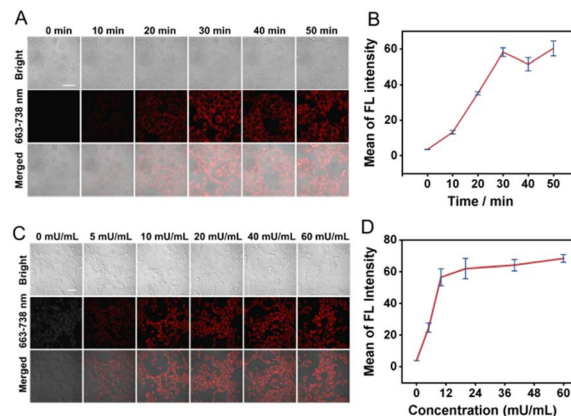 A
0 min 10 min 20 min 30 min 40 min 50 min
Bright
663-738 nm
Merged
B
Mean of FL intensity
60
40
20
0
0 10 20 30 40 50
Time / min
C
0 mU/mL 5 mU/mL 10 mU/mL 20 mU/mL 40 mU/mL 60 mU/mL
Bright
663-738 nm
Merged
D
Mean of FL Intensity
80
60
40
20
0
0 12 24 36 48 60
Concentration (mU/mL)